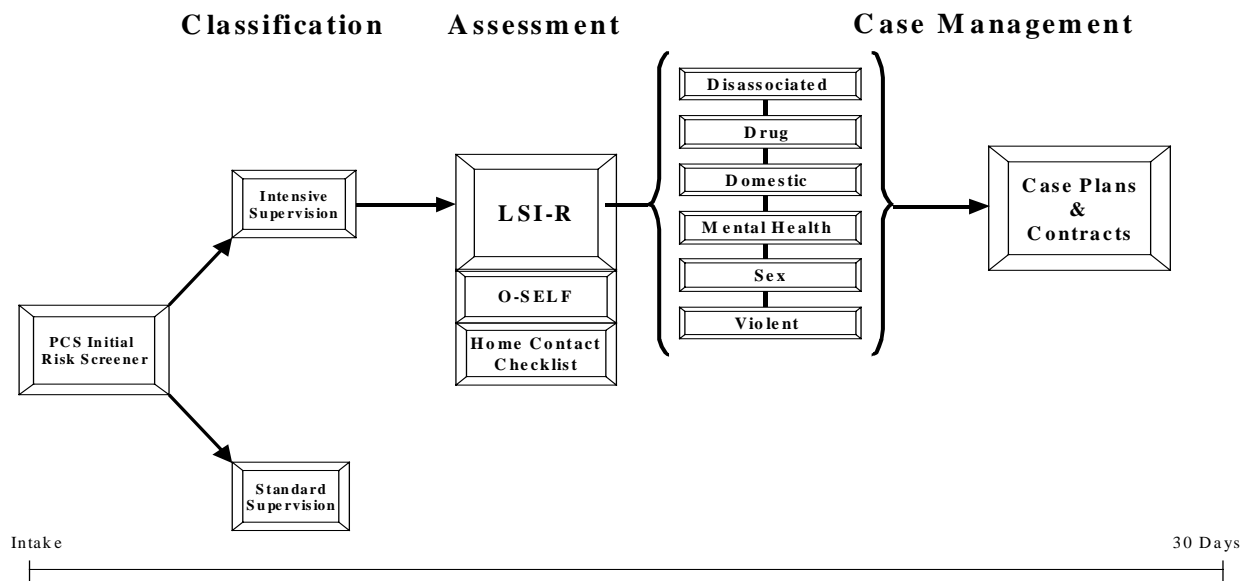 Classification
Assessment
Case Management
Disassociated
Drug
Domestic
Mental Health
Sex
Violent
Intensive
Supervision
LSI-R
O-SELF
Home Contact
Checklist
Case Plans
&
Contracts
PCS Initial
Risk Screener
Standard
Supervision
Intake
30 Days